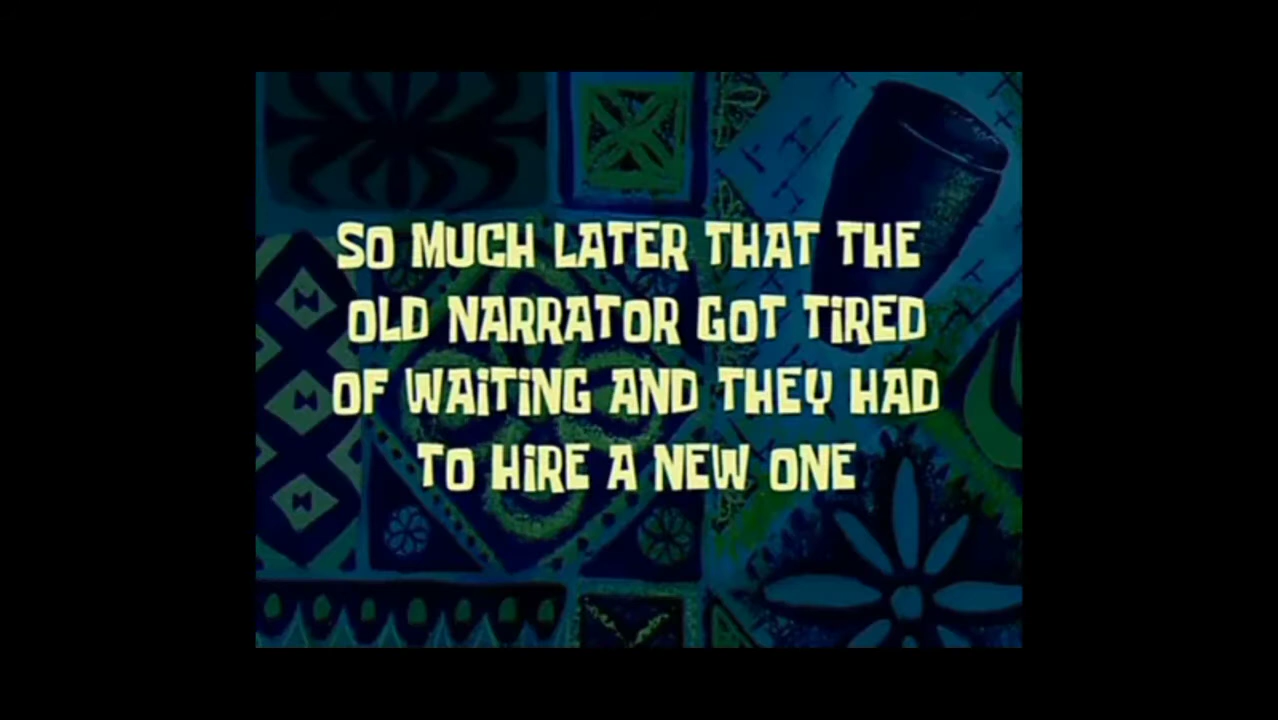 SO MUCH LATER THAT THE
OLD NARRATOR GOT TiRED
OF WAiTiNG AND THEY HAD
TO HiRE A NEW ONE